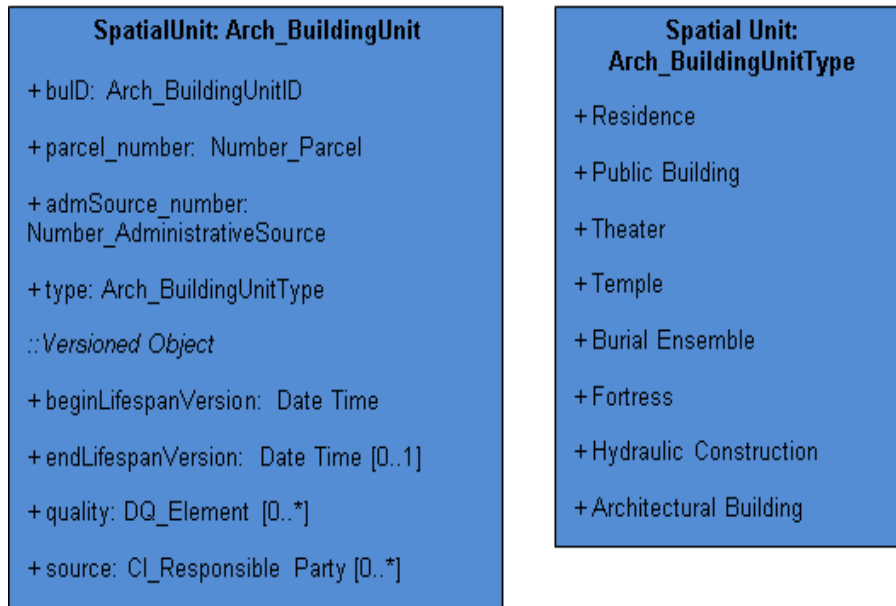 SpatialUnit: Arch_BuildingUnit
+ buID: Arch_BuildingUnitID
+ parcel_number: Number_Parcel
+ admSource_number:
Number_AdministrativeSource
+ type: Arch_BuildingUnitType
::Versioned Object
+ beginLifespanVersion: Date Time
+ endLifespanVersion: Date Time [0..1]
+ quality: DQ_Element [0..*]
+ source: CI_Responsible Party [0..*]
Spatial Unit:
Arch_BuildingUnitType
+ Residence
+ Public Building
+ Theater
+ Temple
+ Burial Ensemble
+ Fortress
+ Hydraulic Construction
+ Architectural Building